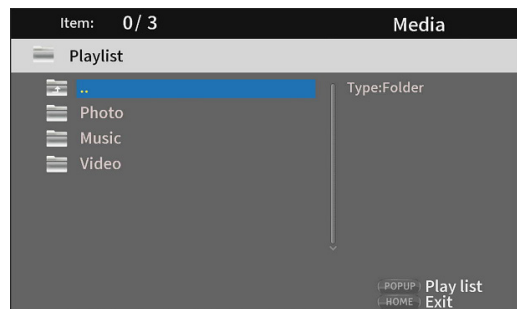 Item: 0/ 3 Media
Playlist
..
Type:Folder
Photo
Music
Video
POPUP Play list
HOME Exit